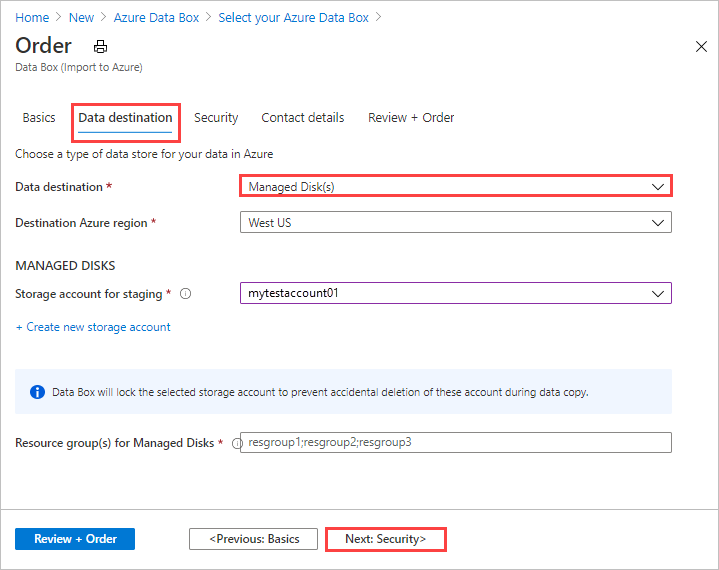 Home > New > Azure Data Box > Select your Azure Data Box >
Order
Data Box (Import to Azure)
Basics Data destination Security Contact details Review + Order
Choose a type of data store for your data in Azure
Data destination * Managed Disk(s)
Destination Azure region * West US
MANAGED DISKS
Storage account for staging * mytestaccount01
+ Create new storage account
Data Box will lock the selected storage account to prevent accidental deletion of these account during data copy.
Resource group(s) for Managed Disks * resgroup1;resgroup2;resgroup3
Review + Order <Previous: Basics Next: Security>